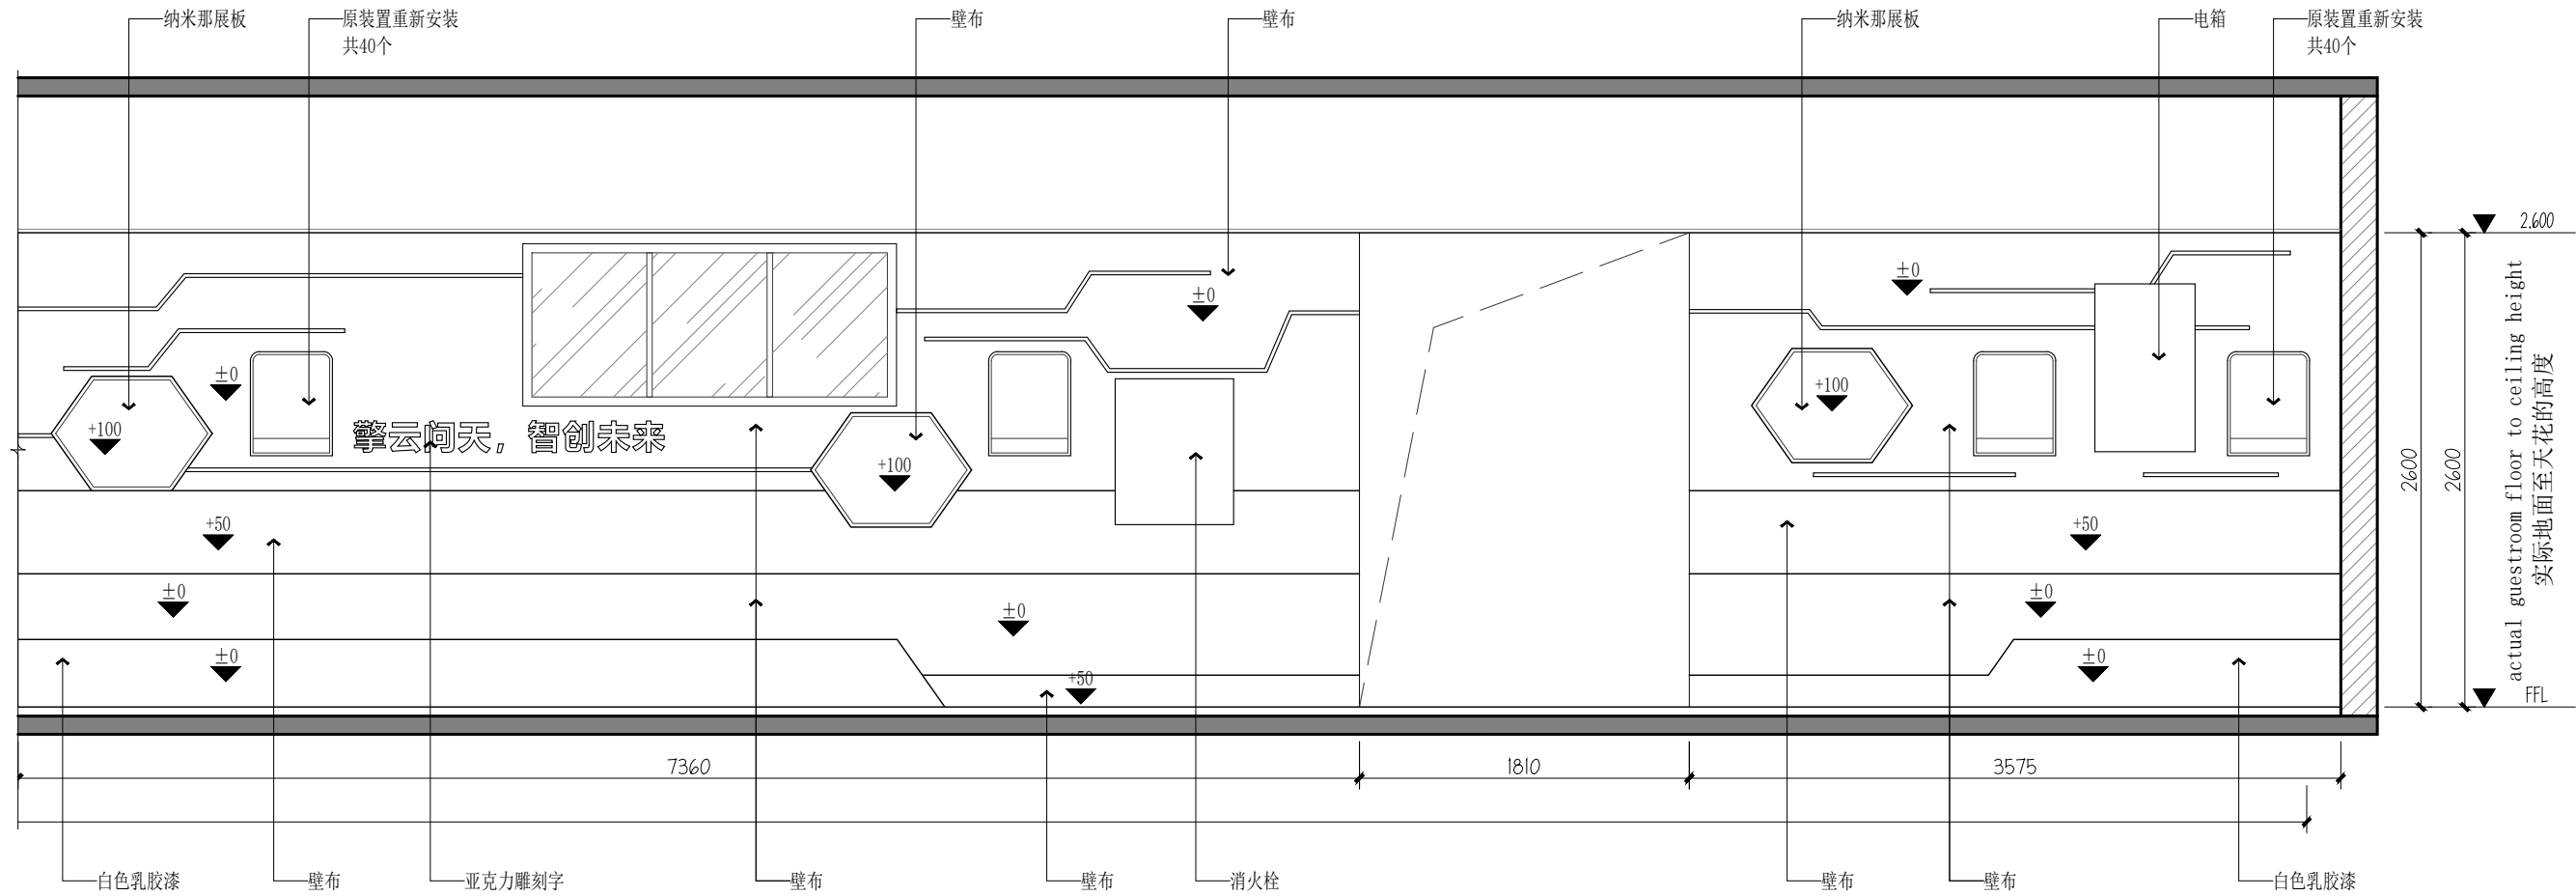 纳米那展板
原装置重新安装
共40个
壁布
壁布
纳米那展板
电箱
原装置重新安装
共40个
2.600
±0
±0
±0
+100
+100
+100
擎云问天，智创未来
actual guestroom floor to ceiling height
实际地面至天花的高度
2600
2600
+50
+50
±0
±0
±0
±0
±0
+50
FFL
7360
1810
3575
白色乳胶漆
壁布
亚克力雕刻字
壁布
壁布
消火栓
壁布
壁布
白色乳胶漆